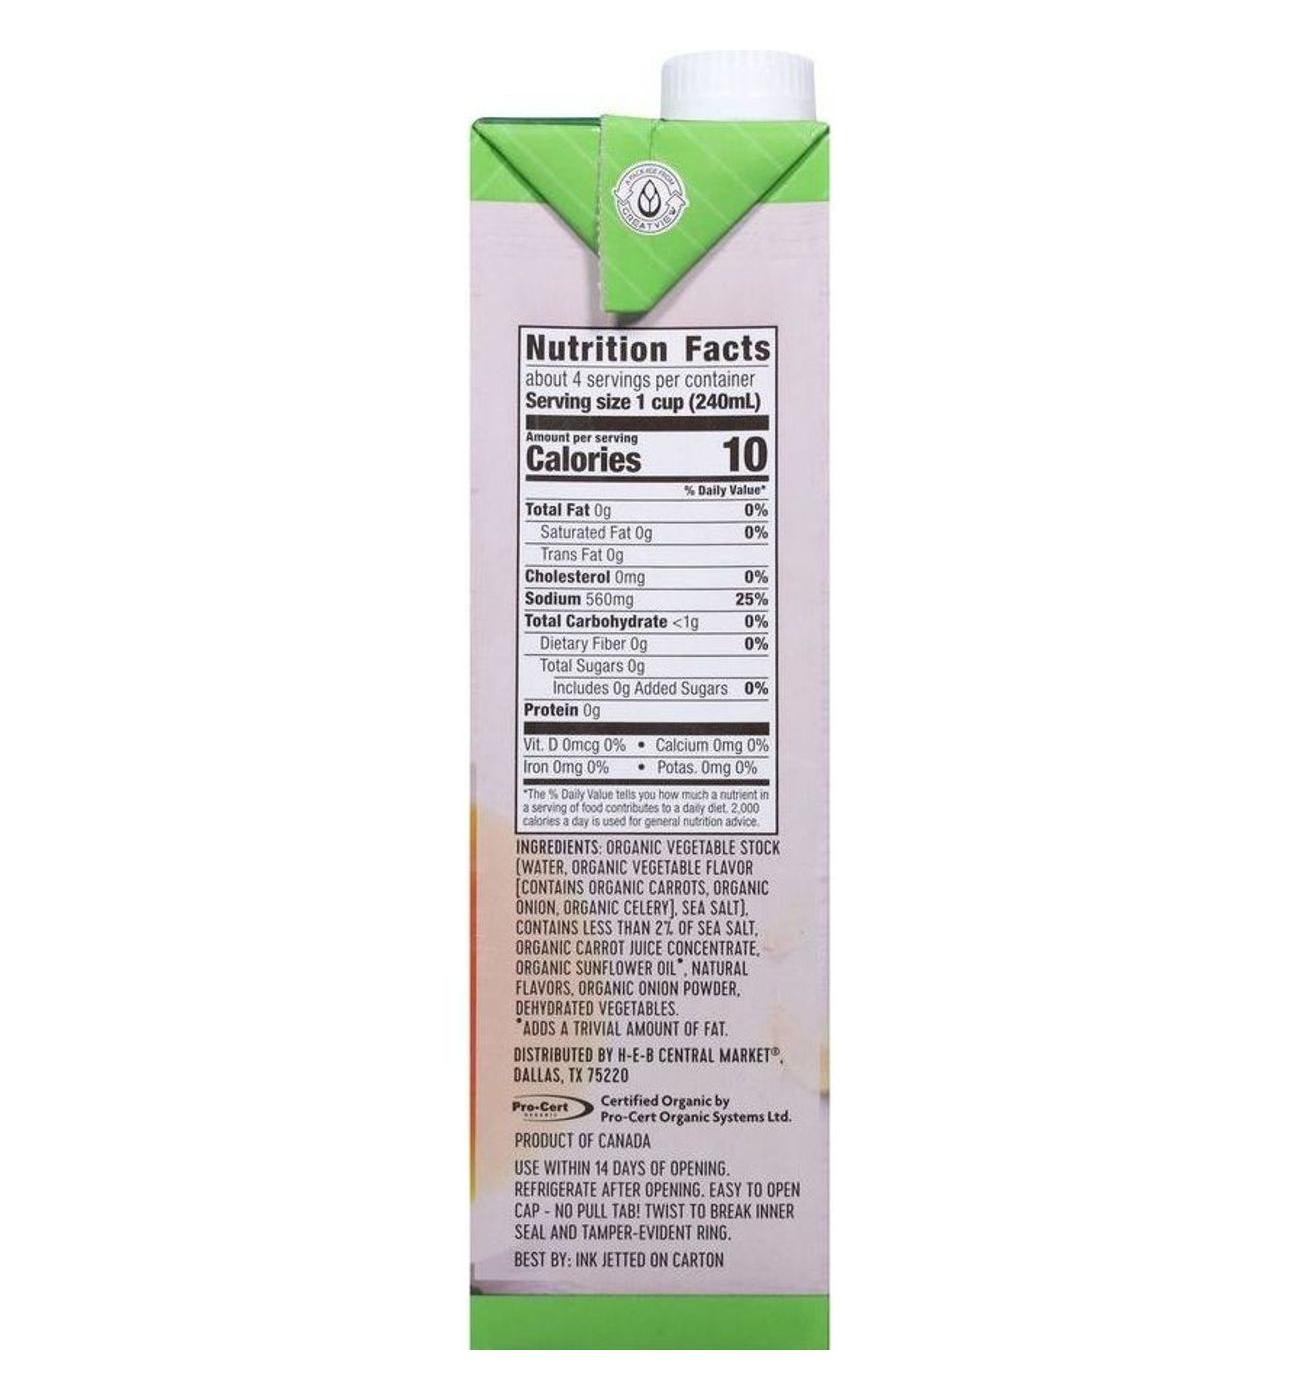 A PACKAGE FROM
GREATVIEW
Nutrition Facts
about 4 servings per container
Serving size 1 cup (240mL)
Amount per serving
Calories 10
% Daily Value*
Total Fat 0g 0%
Saturated Fat 0g 0%
Trans Fat 0g
Cholesterol 0mg 0%
Sodium 560mg 25%
Total Carbohydrate <1g 0%
Dietary Fiber 0g 0%
Total Sugars 0g
Includes 0g Added Sugars 0%
Protein 0g
Vit. D 0mcg 0% • Calcium 0mg 0%
Iron 0mg 0% • Potas. 0mg 0%
*The % Daily Value tells you how much a nutrient in
a serving of food contributes to a daily diet. 2,000
calories a day is used for general nutrition advice.
INGREDIENTS: ORGANIC VEGETABLE STOCK
(WATER, ORGANIC VEGETABLE FLAVOR
[CONTAINS ORGANIC CARROTS, ORGANIC
ONION, ORGANIC CELERY], SEA SALT),
CONTAINS LESS THAN 2% OF SEA SALT,
ORGANIC CARROT JUICE CONCENTRATE,
ORGANIC SUNFLOWER OIL*, NATURAL
FLAVORS, ORGANIC ONION POWDER,
DEHYDRATED VEGETABLES.
*ADDS A TRIVIAL AMOUNT OF FAT.
DISTRIBUTED BY H-E-B CENTRAL MARKET®,
DALLAS, TX 75220
Pro-Cert
ORGANIC
Certified Organic by
Pro-Cert Organic Systems Ltd.
PRODUCT OF CANADA
USE WITHIN 14 DAYS OF OPENING.
REFRIGERATE AFTER OPENING. EASY TO OPEN
CAP - NO PULL TAB! TWIST TO BREAK INNER
SEAL AND TAMPER-EVIDENT RING.
BEST BY: INK JETTED ON CARTON